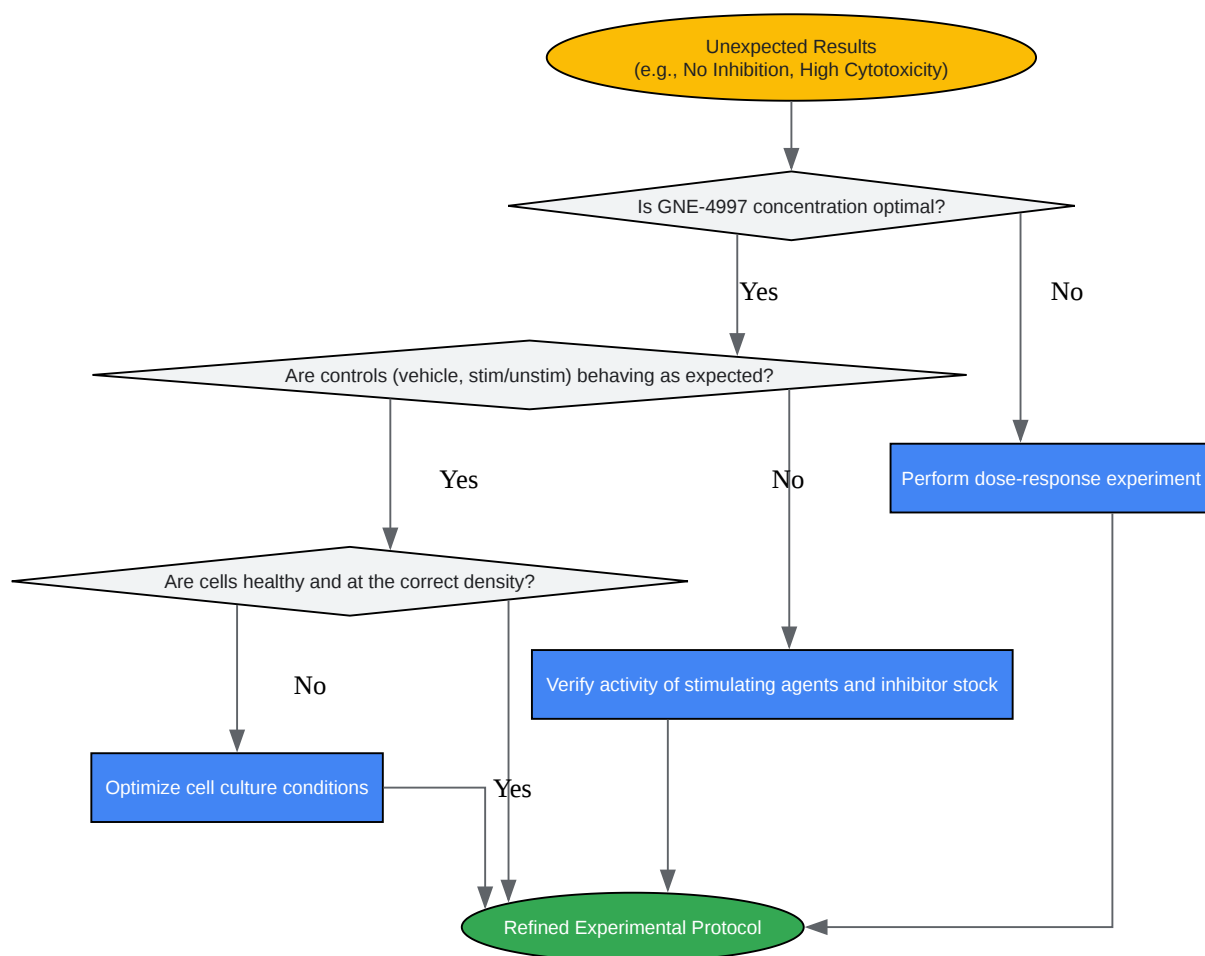 Unexpected Results
(e.g., No Inhibition, High Cytotoxicity)
Is GNE-4997 concentration optimal?
Yes
No
Are controls (vehicle, stim/unstim) behaving as expected?
Yes
No
Perform dose-response experiment
Are cells healthy and at the correct density?
No
Verify activity of stimulating agents and inhibitor stock
Optimize cell culture conditions
Yes
Refined Experimental Protocol